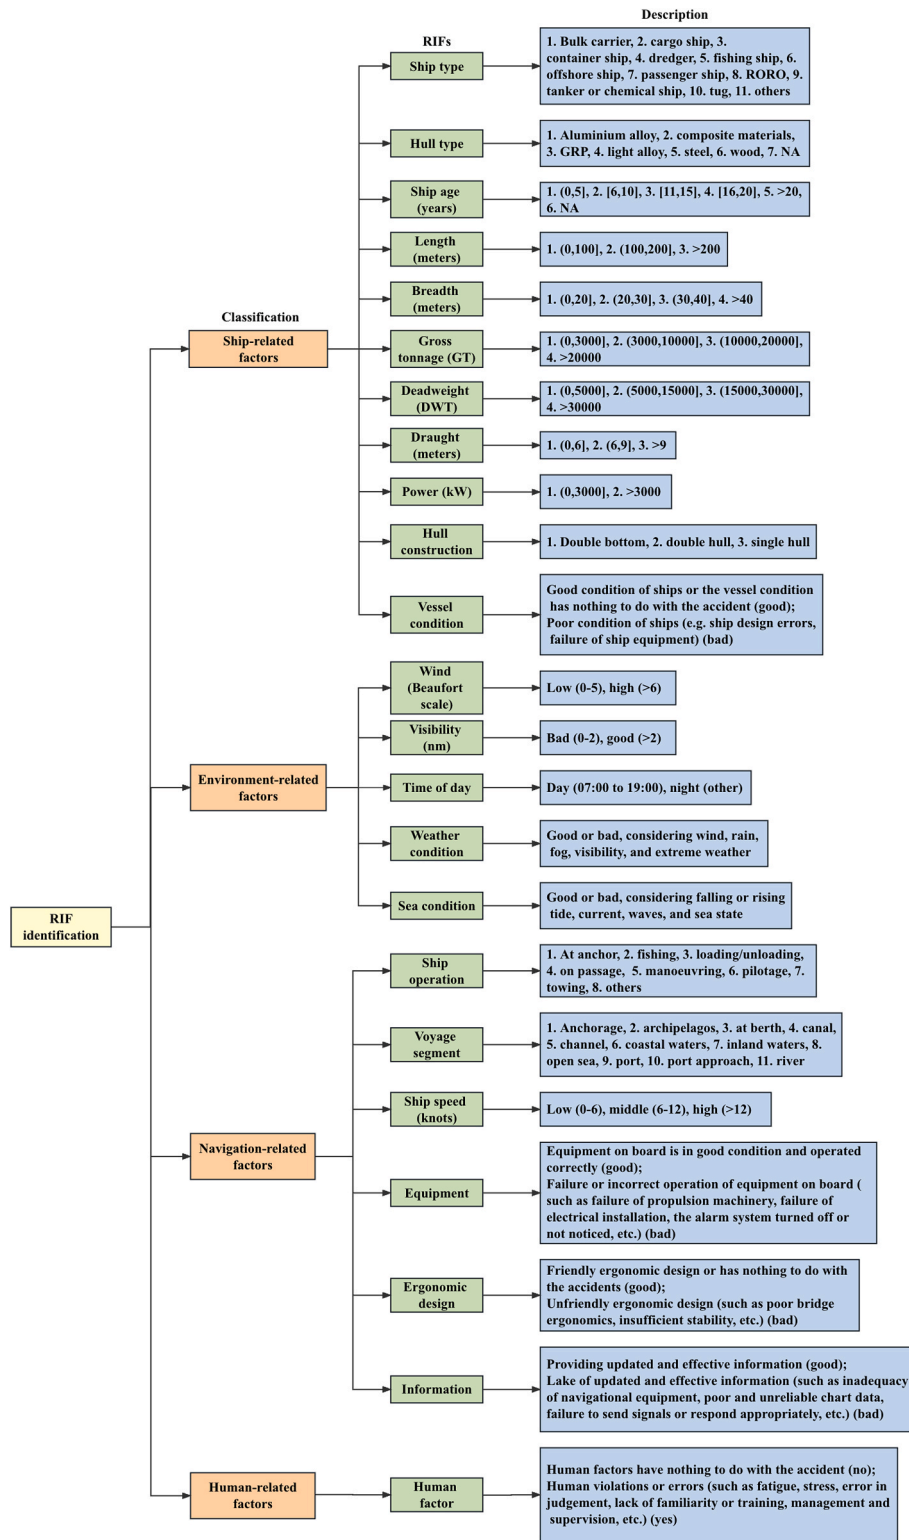 Description
RIFs
Ship type
1. Bulk carrier, 2. cargo ship, 3.
container ship, 4. dredger, 5. fishing ship, 6.
offshore ship, 7. passenger ship, 8. RORO, 9.
tanker or chemical ship, 10. tug, 11. others
Hull type
1. Aluminium alloy, 2. composite materials,
3. GRP, 4. light alloy, 5. steel, 6. wood, 7. NA
Ship age
(years)
1. (0,5], 2. [6,10], 3. [11,15], 4. [16,20], 5. >20,
6. NA
Length
(meters)
1. (0,100], 2. (100,200], 3. >200
Breadth
(meters)
1. (0,20], 2. (20,30], 3. (30,40], 4. >40
Classification
Ship-related
factors
Gross
tonnage (GT)
1. (0,3000], 2. (3000,10000], 3. (10000,20000],
4. >20000
Deadweight
(DWT)
1. (0,5000], 2. (5000,15000], 3. (15000,30000],
4. >30000
Draught
(meters)
1. (0,6], 2. (6,9], 3. >9
Power (kW)
1. (0,3000], 2. >3000
Hull
construction
1. Double bottom, 2. double hull, 3. single hull
Vessel
condition
Good condition of ships or the vessel condition
has nothing to do with the accident (good);
Poor condition of ships (e.g. ship design errors,
failure of ship equipment) (bad)
Wind
(Beaufort
scale)
Low (0-5), high (>6)
Visibility
(nm)
Bad (0-2), good (>2)
Environment-related
factors
Time of day
Day (07:00 to 19:00), night (other)
Weather
condition
Good or bad, considering wind, rain,
fog, visibility, and extreme weather
Sea condition
Good or bad, considering falling or rising
tide, current, waves, and sea state
RIF
identification
Ship
operation
1. At anchor, 2. fishing, 3. loading/unloading,
4. on passage, 5. manoeuvring, 6. pilotage, 7.
towing, 8. others
Voyage
segment
1. Anchorage, 2. archipelagos, 3. at berth, 4. canal,
5. channel, 6. coastal waters, 7. inland waters, 8.
open sea, 9. port, 10. port approach, 11. river
Ship speed
(knots)
Low (0-6), middle (6-12), high (>12)
Navigation-related
factors
Equipment
Equipment on board is in good condition and operated
correctly (good);
Failure or incorrect operation of equipment on board (
such as failure of propulsion machinery, failure of
electrical installation, the alarm system turned off or
not noticed, etc.) (bad)
Ergonomic
design
Friendly ergonomic design or has nothing to do with
the accidents (good);
Unfriendly ergonomic design (such as poor bridge
ergonomics, insufficient stability, etc.) (bad)
Information
Providing updated and effective information (good);
Lake of updated and effective information (such as inadequacy
of navigational equipment, poor and unreliable chart data,
failure to send signals or respond appropriately, etc.) (bad)
Human-related
factors
Human
factor
Human factors have nothing to do with the accident (no);
Human violations or errors (such as fatigue, stress, error in
judgement, lack of familiarity or training, management and
supervision, etc.) (yes)